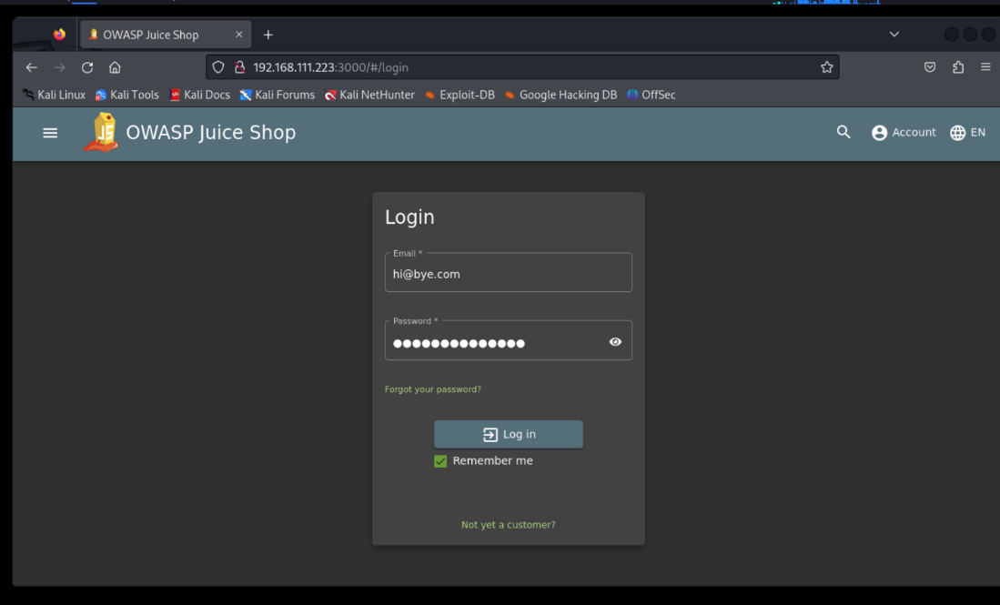 OWASP Juice Shop
192.168.111.223:3000/#/login
Kali Linux Kali Tools Kali Docs Kali Forums Kali NetHunter Exploit-DB Google Hacking DB OffSec
JS OWASP Juice Shop Account EN
Login
Email *
hi@bye.com
Password *
Forgot your password?
Log in
Remember me
Not yet a customer?